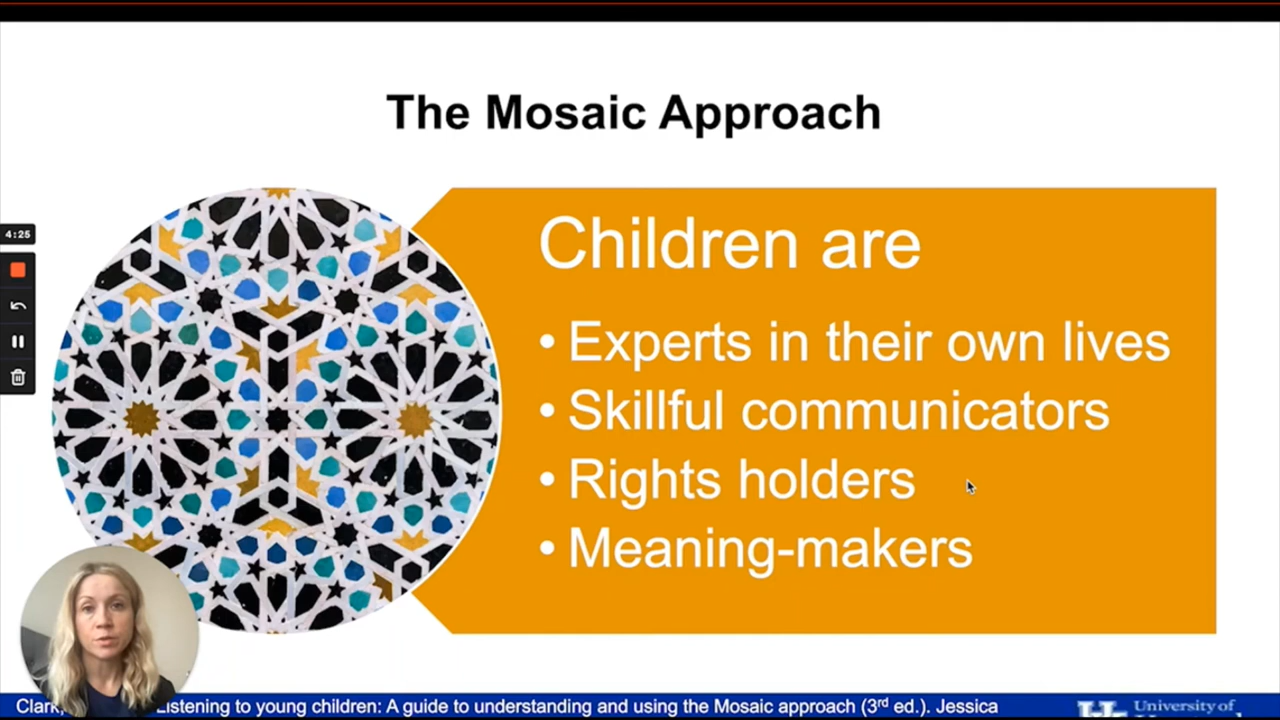 The Mosaic Approach
4:25
Children are
• Experts in their own lives
• Skillful communicators
• Rights holders
• Meaning-makers
Clark, Listening to young children: A guide to understanding and using the Mosaic approach (3rd ed.). Jessica
University of